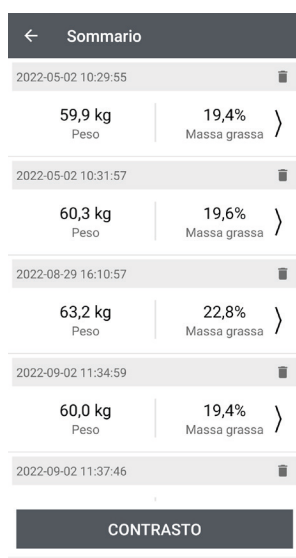 Sommario
2022-05-02 10:29:55
59,9 kg 19,4%
Peso Massa grassa
2022-05-02 10:31:57
60,3 kg 19,6%
Peso Massa grassa
2022-08-29 16:10:57
63,2 kg 22,8%
Peso Massa grassa
2022-09-02 11:34:59
60,0 kg 19,4%
Peso Massa grassa
2022-09-02 11:37:46
CONTRASTO